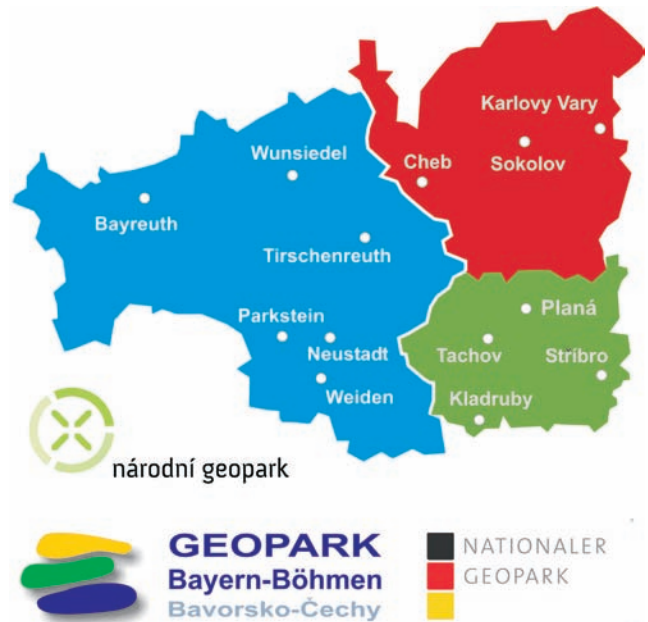 Karlovy Vary
Wunsiedel
Cheb
Sokolov
Bayreuth
Tirschenreuth
Parkstein
Planá
Neustadt
Tachov
Stříbro
Weiden
Kladruby
národní geopark
GEOPARK
Bayern-Böhmen
Bavorsko-Čechy
NATIONALER
GEOPARK